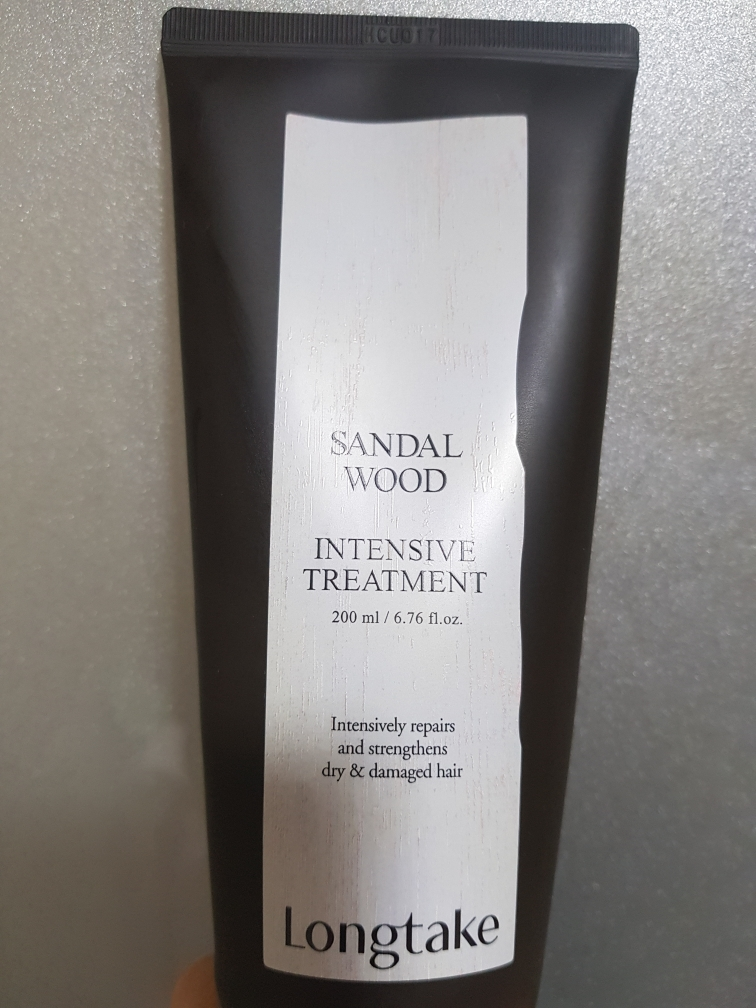 SANDAL
WOOD
INTENSIVE
TREATMENT
200 ml / 6.76 fl.oz.
Intensively repairs
and strengthens
dry & damaged hair
Longtake